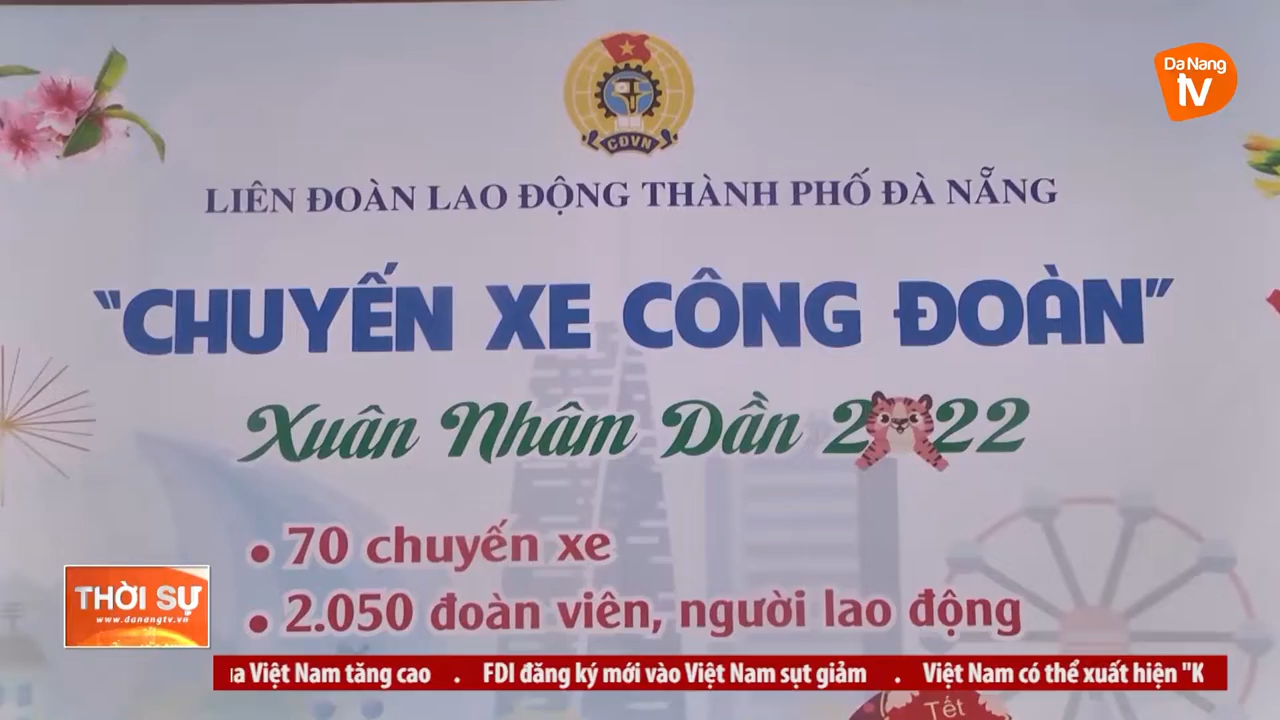 Da Nang
tv
CĐVN
LIÊN ĐOÀN LAO ĐỘNG THÀNH PHỐ ĐÀ NẴNG
“CHUYẾN XE CÔNG ĐOÀN”
Xuân Nhâm Dần 2022
• 70 chuyến xe
• 2.050 đoàn viên, người lao động
THỜI SỰ
www.danangtv.vn
Việt Nam tăng cao . FDI đăng ký mới vào Việt Nam sụt giảm . Việt Nam có thể xuất hiện "K
Tết